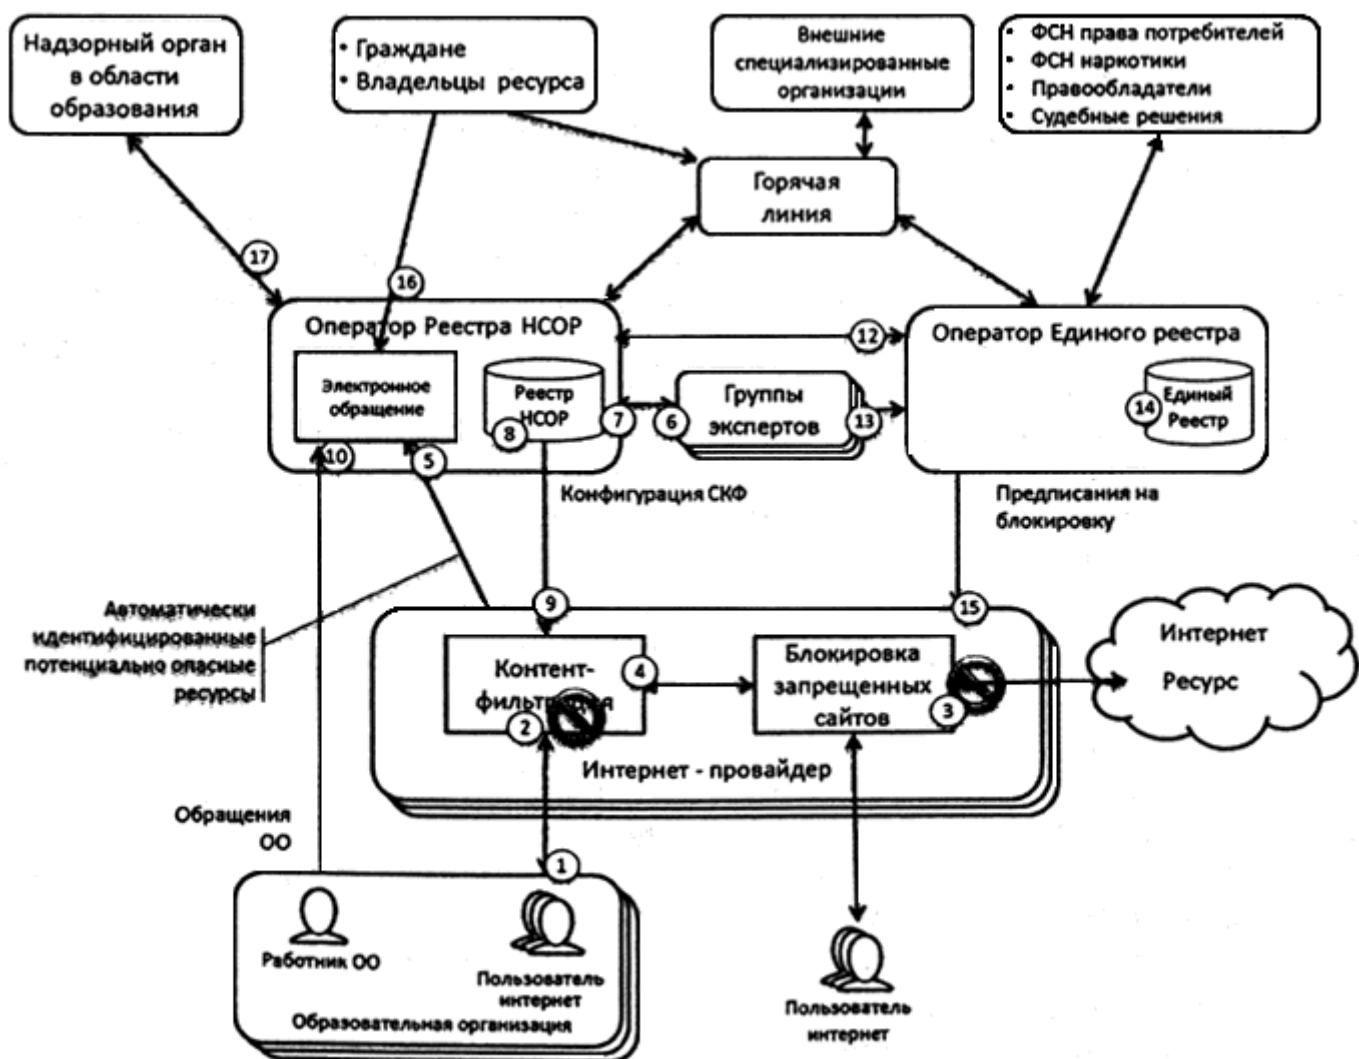 Надзорный орган
в области
образования
• Граждане
• Владельцы ресурса
Внешние
специализированные
организации
• ФСН права потребителей
• ФСН наркотики
• Правообладатели
• Судебные решения
Горячая
линия
17
16
Оператор Реестра НСОР
12
Оператор Единого реестра
Электронное
обращение
Реестр
НСОР
8
7
6
Группы
экспертов
13
14
Единый
Реестр
10
5
Конфигурация СКФ
Предписания на
блокировку
Автоматически
идентифицированные
потенциально опасные
ресурсы
9
15
Контент-
фильтрация
2
4
Блокировка
запрещенных
сайтов
3
Интернет
Ресурс
Интернет - провайдер
Обращения
ОО
1
Работник ОО
Пользователь
интернет
Образовательная организация
Пользователь
интернет